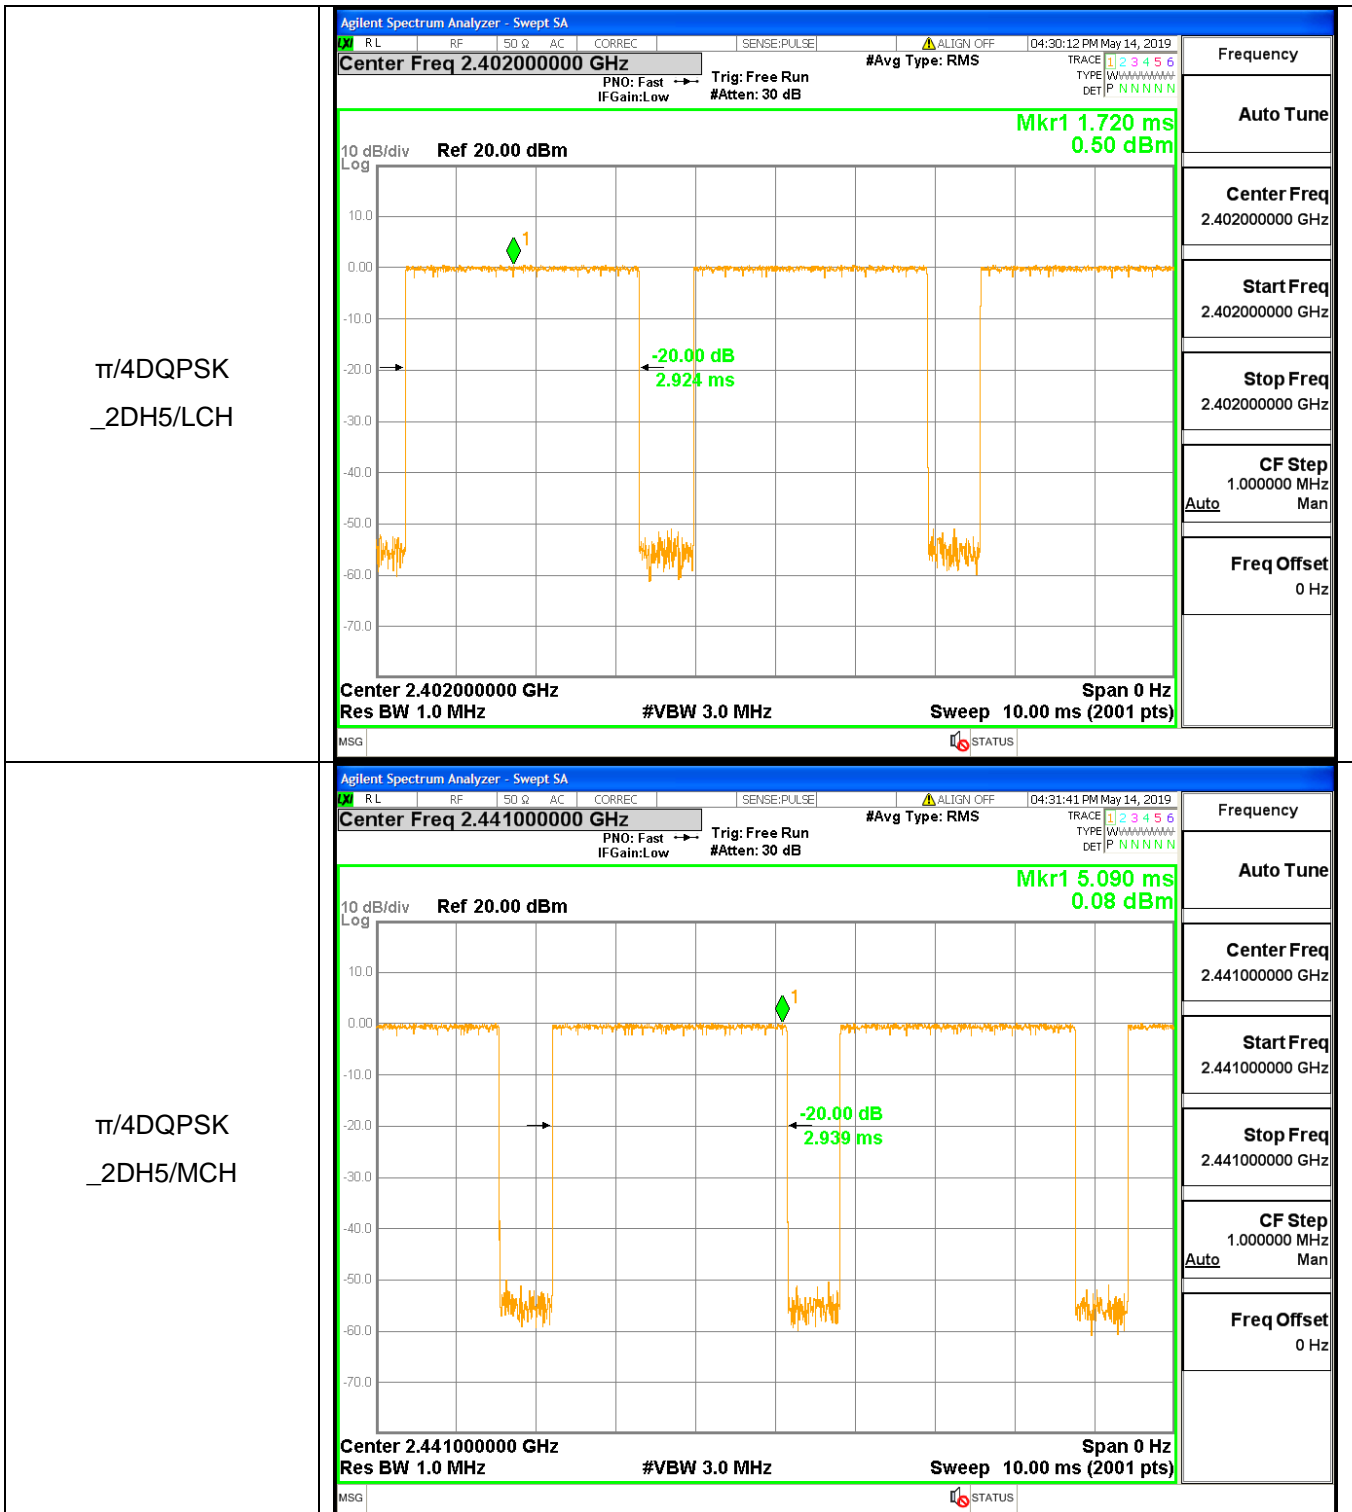 π/4DQPSK
_2DH5/LCH
Agilent Spectrum Analyzer - Swept SA
LXI RL RF 50 Ω AC CORREC SENSE:PULSE ALIGN OFF 04:30:12 PM May 14, 2019
Center Freq 2.402000000 GHz
#Avg Type: RMS
TRACE 1 2 3 4 5 6
PNO: Fast
Trig: Free Run
TYPE
IFGain:Low
#Atten: 30 dB
DET P N N N N N
Mkr1 1.720 ms
0.50 dBm
10 dB/div Ref 20.00 dBm
Log
10.0
0.00
-10.0
-20.0
-30.0
-40.0
-50.0
-60.0
-70.0
1
-20.00 dB
2.924 ms
Center 2.402000000 GHz Span 0 Hz
Res BW 1.0 MHz #VBW 3.0 MHz Sweep 10.00 ms (2001 pts)
MSG STATUS
Frequency
Auto Tune
Center Freq
2.402000000 GHz
Start Freq
2.402000000 GHz
Stop Freq
2.402000000 GHz
CF Step
1.000000 MHz
Auto Man
Freq Offset
0 Hz
π/4DQPSK
_2DH5/MCH
Agilent Spectrum Analyzer - Swept SA
LXI RL RF 50 Ω AC CORREC SENSE:PULSE ALIGN OFF 04:31:41 PM May 14, 2019
Center Freq 2.441000000 GHz
#Avg Type: RMS
TRACE 1 2 3 4 5 6
PNO: Fast
Trig: Free Run
TYPE
IFGain:Low
#Atten: 30 dB
DET P N N N N N
Mkr1 5.090 ms
0.08 dBm
10 dB/div Ref 20.00 dBm
Log
10.0
0.00
-10.0
-20.0
-30.0
-40.0
-50.0
-60.0
-70.0
1
-20.00 dB
2.939 ms
Center 2.441000000 GHz Span 0 Hz
Res BW 1.0 MHz #VBW 3.0 MHz Sweep 10.00 ms (2001 pts)
MSG STATUS
Frequency
Auto Tune
Center Freq
2.441000000 GHz
Start Freq
2.441000000 GHz
Stop Freq
2.441000000 GHz
CF Step
1.000000 MHz
Auto Man
Freq Offset
0 Hz